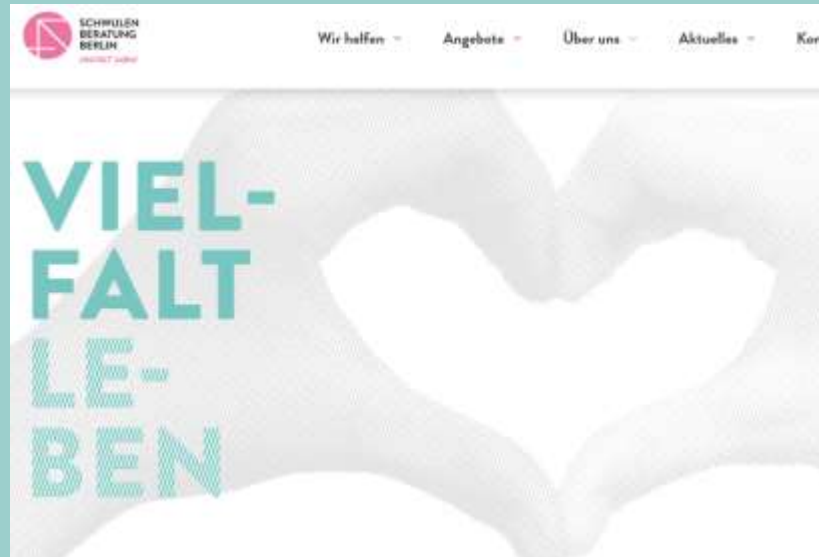 SCHWULEN
BERATUNG
BERLIN
Wir helfen
Angebote
Über uns
Aktuelles
VIEL-
FALT
LE-
BEN